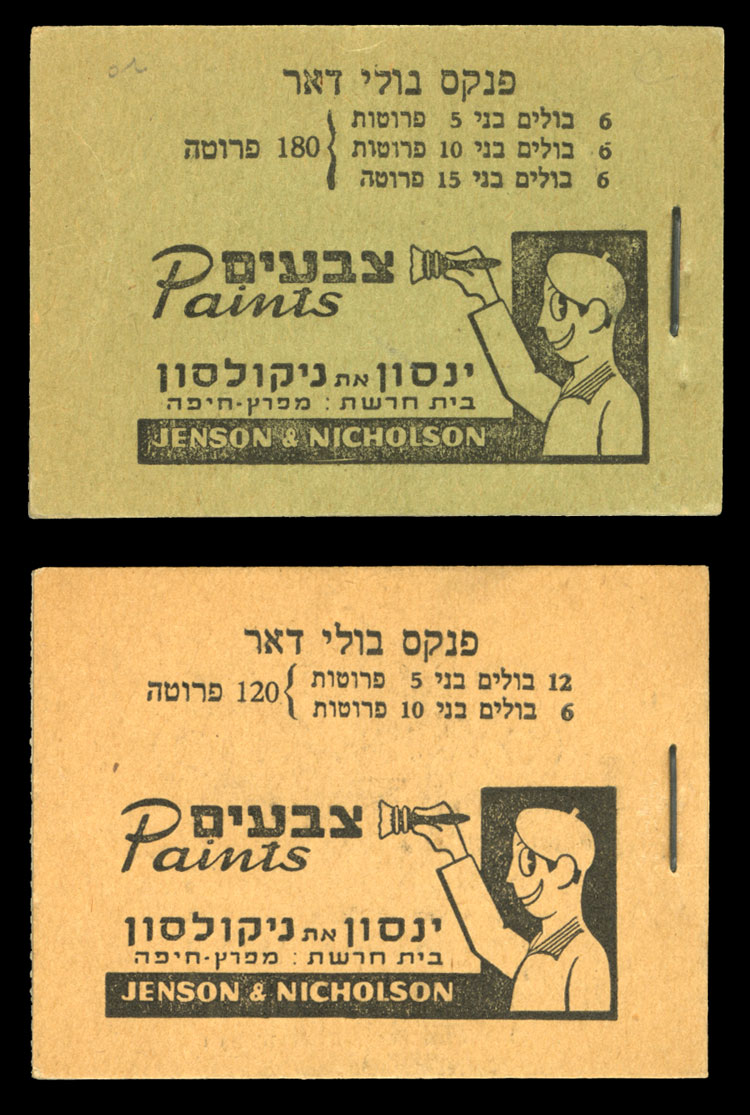 פנקס בולי דאר
6 בולים בני 5 פרוטות
6 בולים בני 10 פרוטות
6 בולים בני 15 פרוטה
} 180 פרוטה
צבעים
Paints
ינסון את ניקולסון
בית חרשת : מפרץ-חיפה
JENSON & NICHOLSON
פנקס בולי דאר
12 בולים בני 5 פרוטות
6 בולים בני 10 פרוטות
} 120 פרוטה
צבעים
Paints
ינסון את ניקולסון
בית חרשת : מפרץ-חיפה
JENSON & NICHOLSON